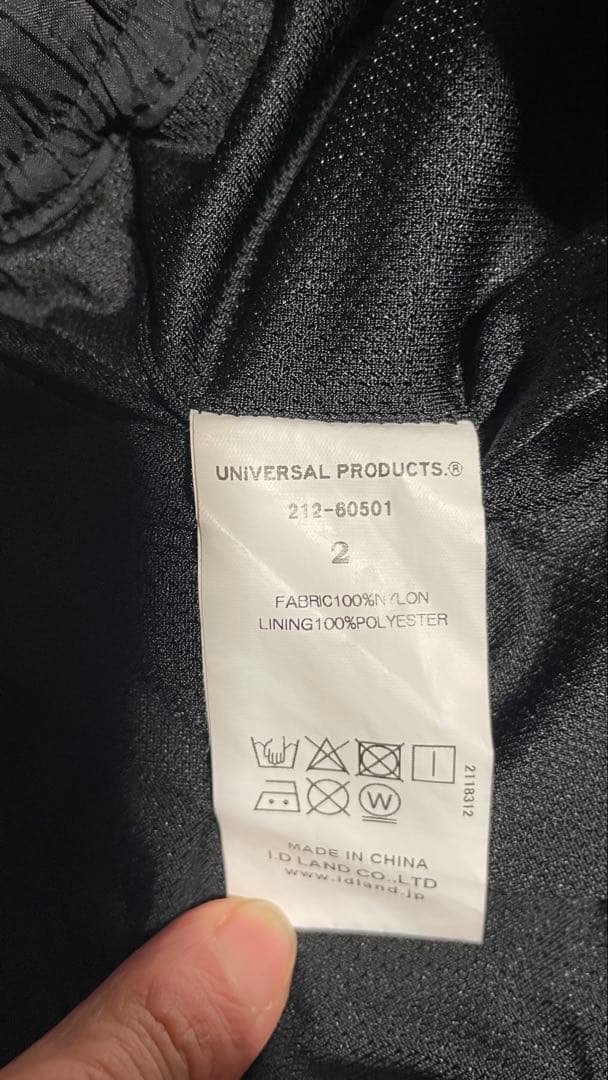 UNIVERSAL PRODUCTS.®
212-60501
2
FABRIC100%NYLON
LINING100%POLYESTER
W
2118312
MADE IN CHINA
I.D LAND CO.,LTD
www.idland.jp